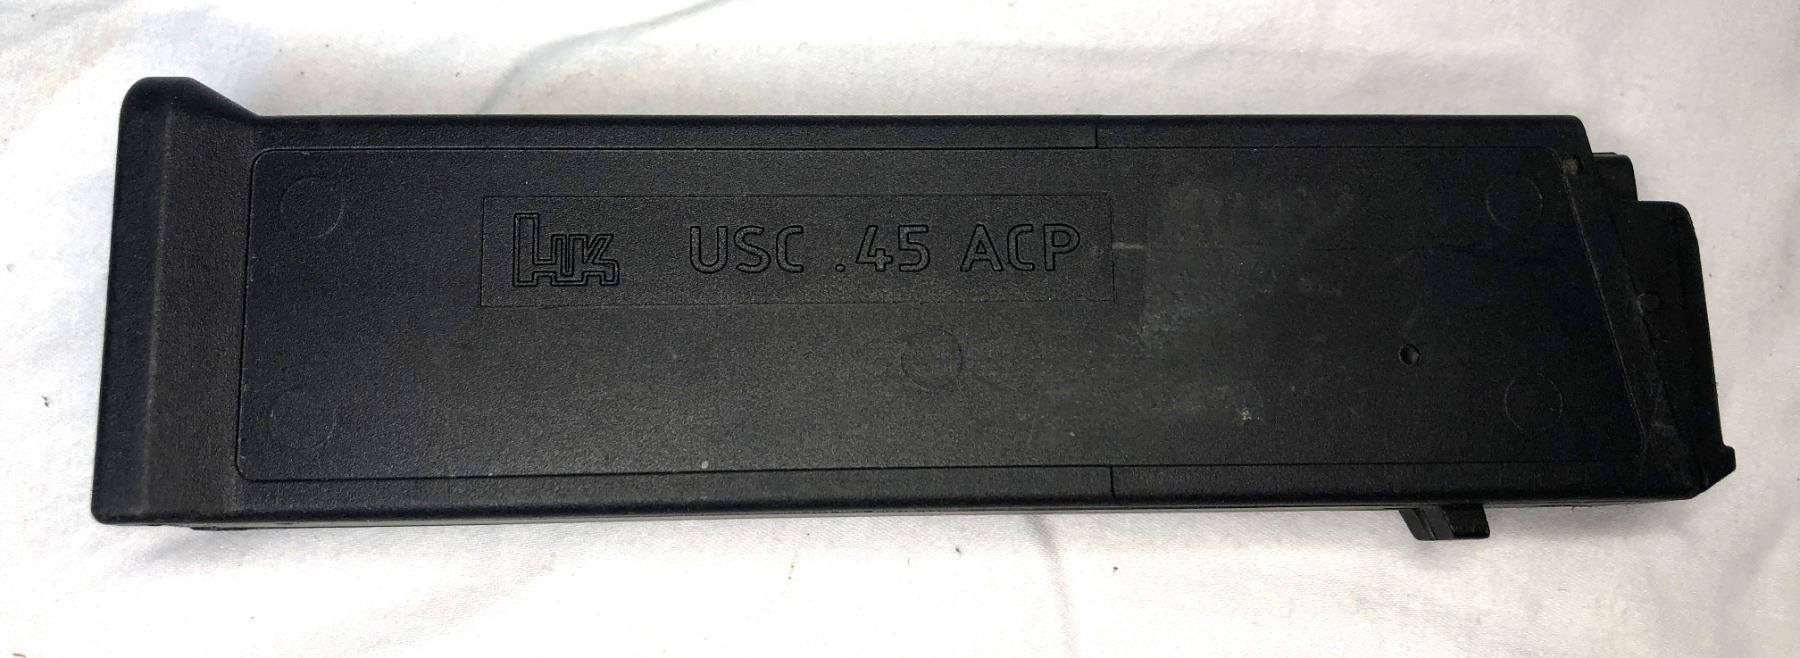 HK USC .45 ACP